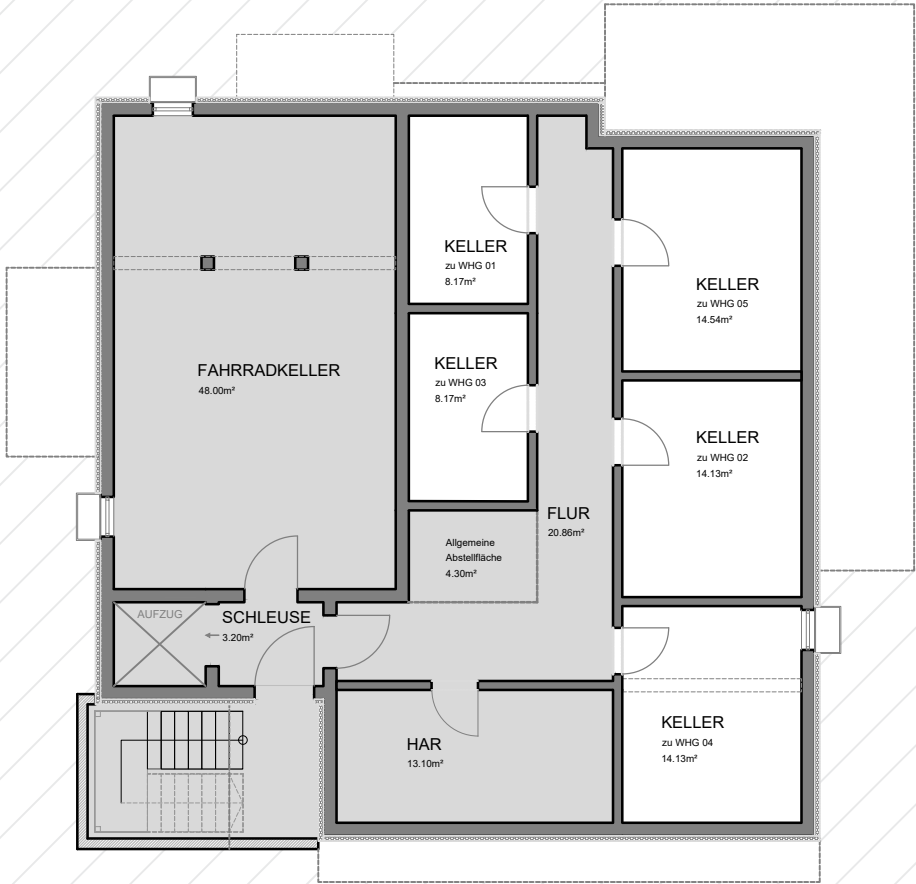 KELLER
zu WHG 01
8.17m²
KELLER
zu WHG 05
14.54m²
FAHRRADKELLER
48.00m²
KELLER
zu WHG 03
8.17m²
KELLER
zu WHG 02
14.13m²
FLUR
20.86m²
Allgemeine
Abstellfläche
4.30m²
AUFZUG
SCHLEUSE
3.20m²
HAR
13.10m²
KELLER
zu WHG 04
14.13m²